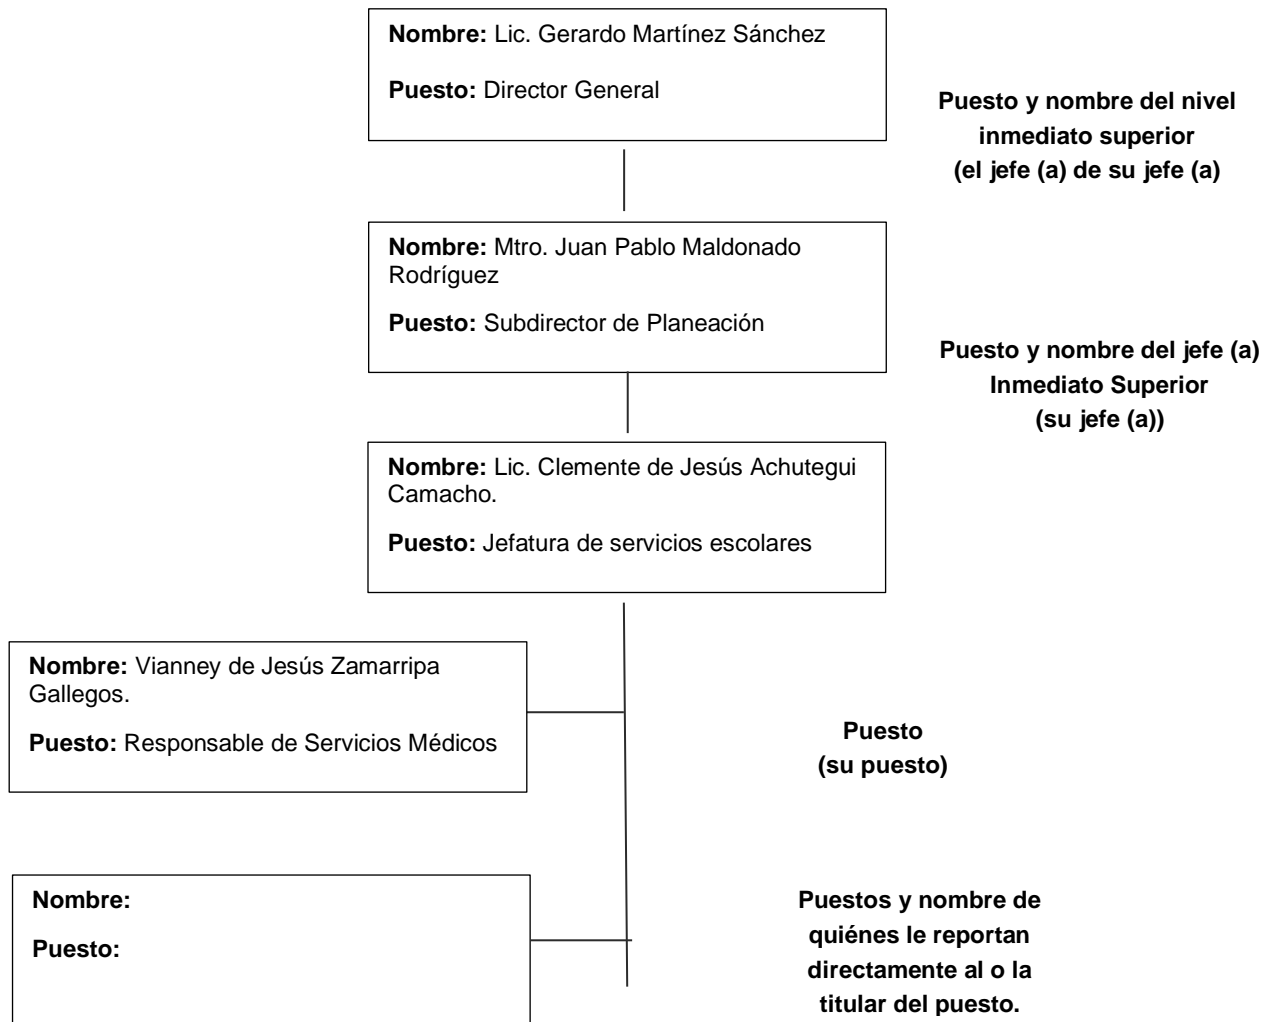 Nombre: Lic. Gerardo Martínez Sánchez
Puesto: Director General
Puesto y nombre del nivel
inmediato superior
(el jefe (a) de su jefe (a)
Nombre: Mtro. Juan Pablo Maldonado
Rodríguez
Puesto: Subdirector de Planeación
Puesto y nombre del jefe (a)
Inmediato Superior
(su jefe (a))
Nombre: Lic. Clemente de Jesús Achutegui
Camacho.
Puesto: Jefatura de servicios escolares
Nombre: Vianney de Jesús Zamarripa
Gallegos.
Puesto: Responsable de Servicios Médicos
Puesto
(su puesto)
Nombre:
Puesto:
Puestos y nombre de
quiénes le reportan
directamente al o la
titular del puesto.